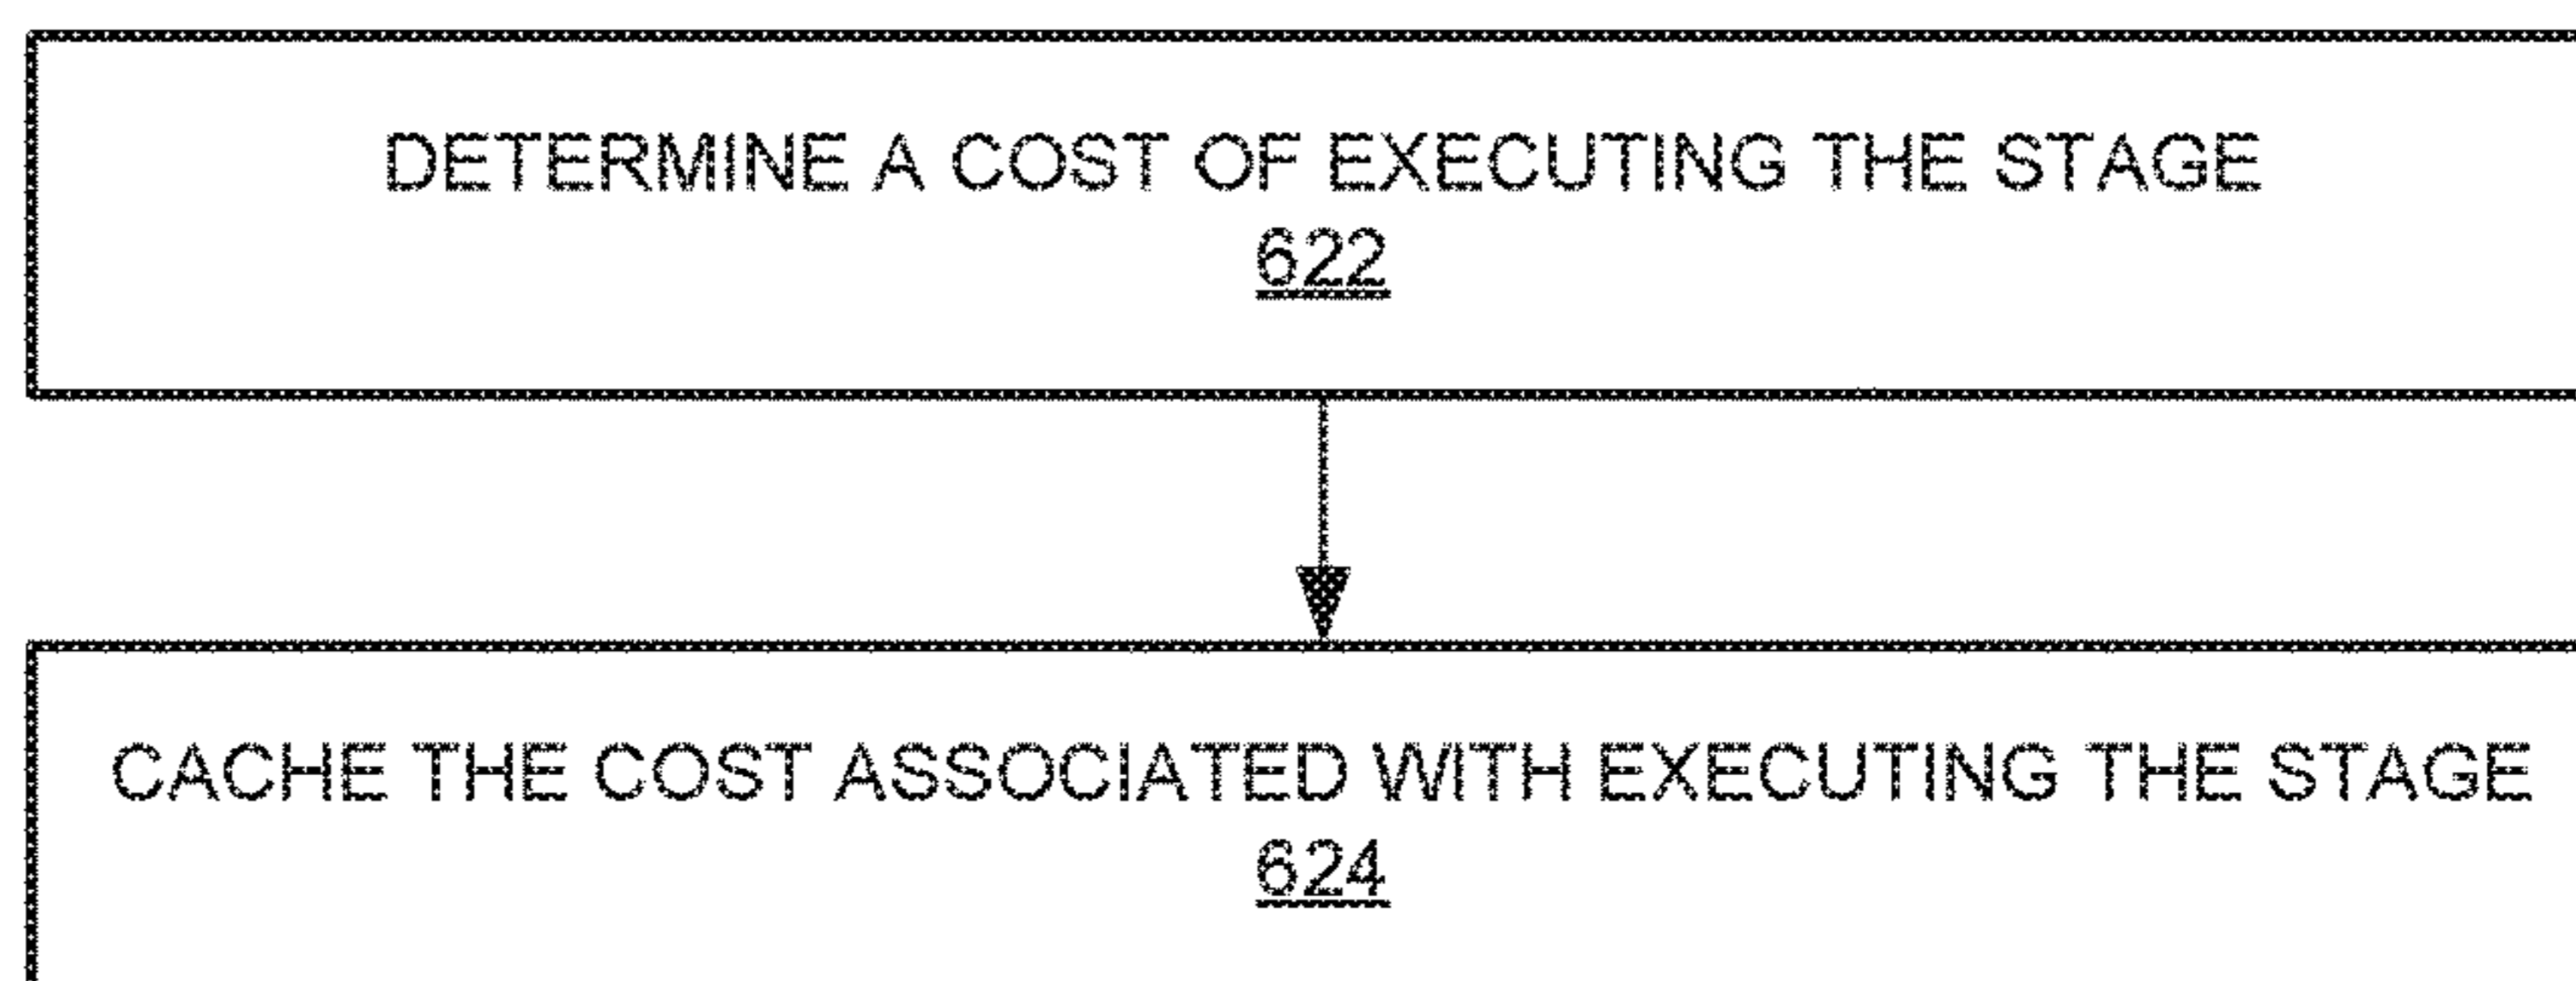 DETERMINE A COST OF EXECUTING THE STAGE
622
CACHE THE COST ASSOCIATED WITH EXECUTING THE STAGE
624